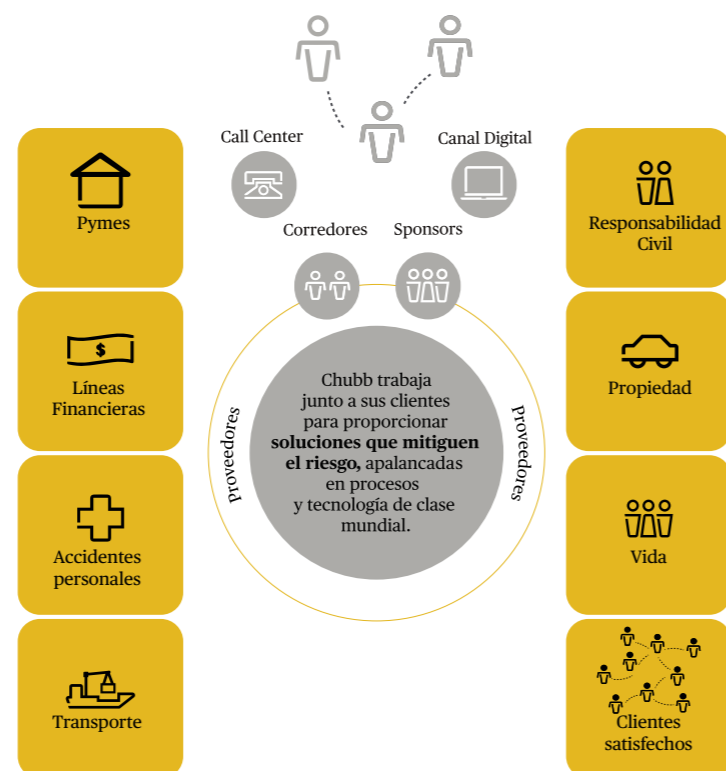 Call Center
Canal Digital
Corredores
Sponsors
Pymes
Líneas
Financieras
Accidentes
personales
Transporte
Proveedores
Chubb trabaja
junto a sus clientes
para proporcionar
soluciones que mitiguen
el riesgo, apalancadas
en procesos
y tecnología de clase
mundial.
Proveedores
Responsabilidad
Civil
Propiedad
Vida
Clientes
satisfechos
$